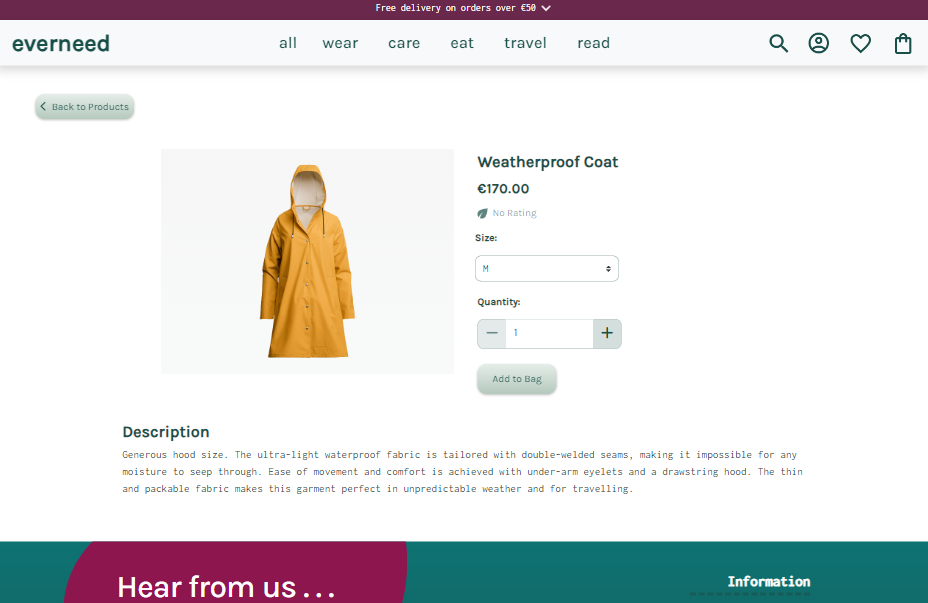 Free delivery on orders over €50
everneed
all wear care eat travel read
Back to Products
Weatherproof Coat
€170.00
No Rating
Size:
M
Quantity:
1
Add to Bag
Description
Generous hood size. The ultra-light waterproof fabric is tailored with double-welded seams, making it impossible for any
moisture to seep through. Ease of movement and comfort is achieved with under-arm eyelets and a drawstring hood. The thin
and packable fabric makes this garment perfect in unpredictable weather and for travelling.
Hear from us ...
Information